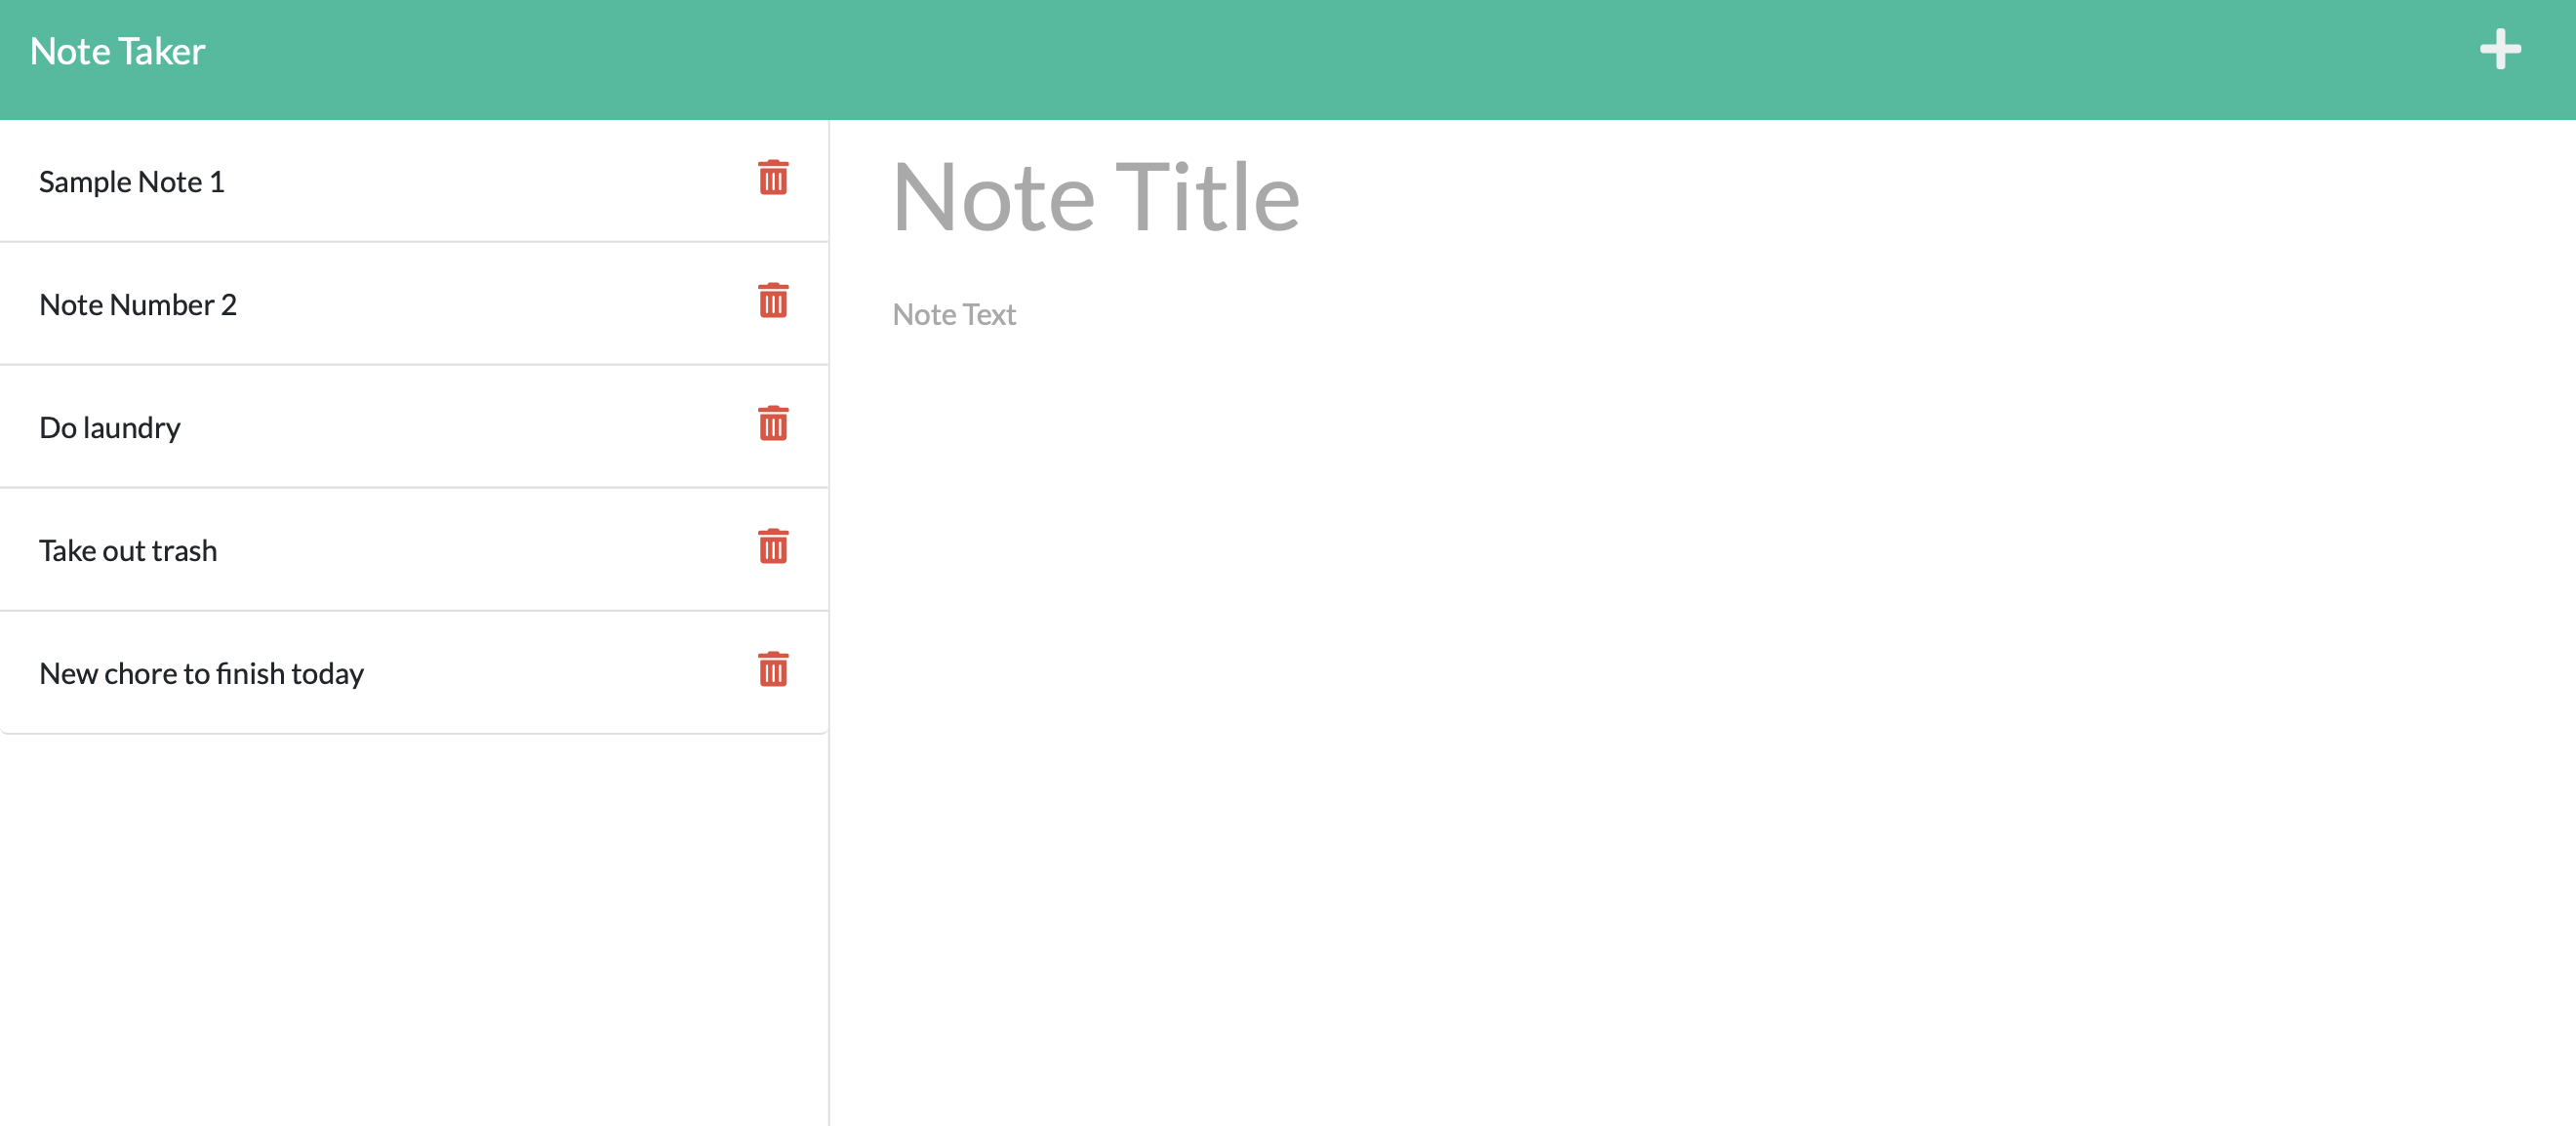 Note Taker
Sample Note 1
Note Number 2
Do laundry
Take out trash
New chore to finish today
Note Title
Note Text